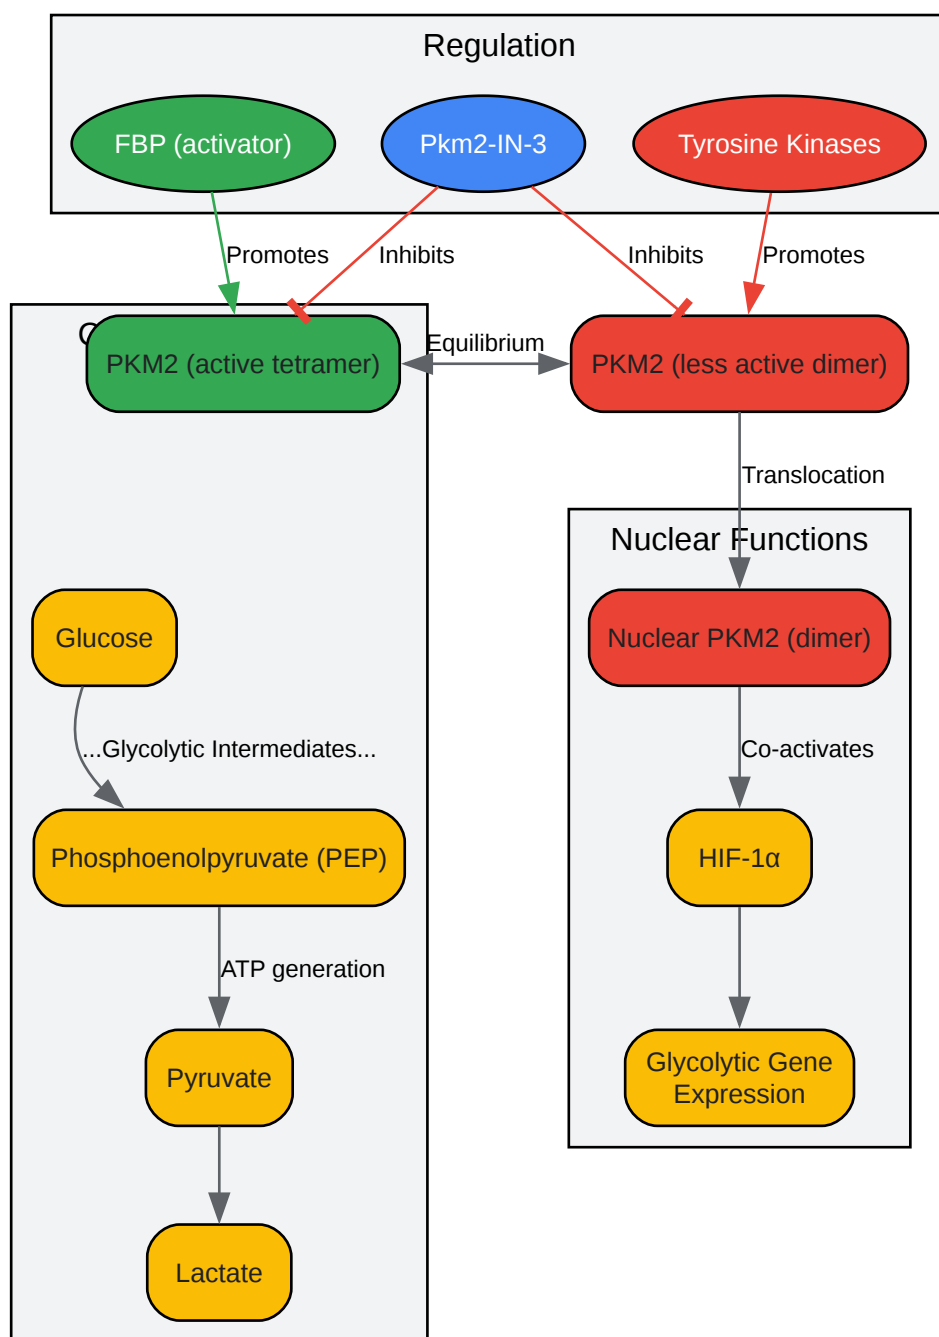 Regulation
FBP (activator)
Pkm2-IN-3
Tyrosine Kinases
Promotes
Inhibits
Inhibits
Promotes
PKM2 (active tetramer)
Equilibrium
PKM2 (less active dimer)
Translocation
Nuclear Functions
Glucose
Nuclear PKM2 (dimer)
...Glycolytic Intermediates...
Co-activates
Phosphoenolpyruvate (PEP)
HIF-1α
ATP generation
Pyruvate
Glycolytic Gene
Expression
Lactate